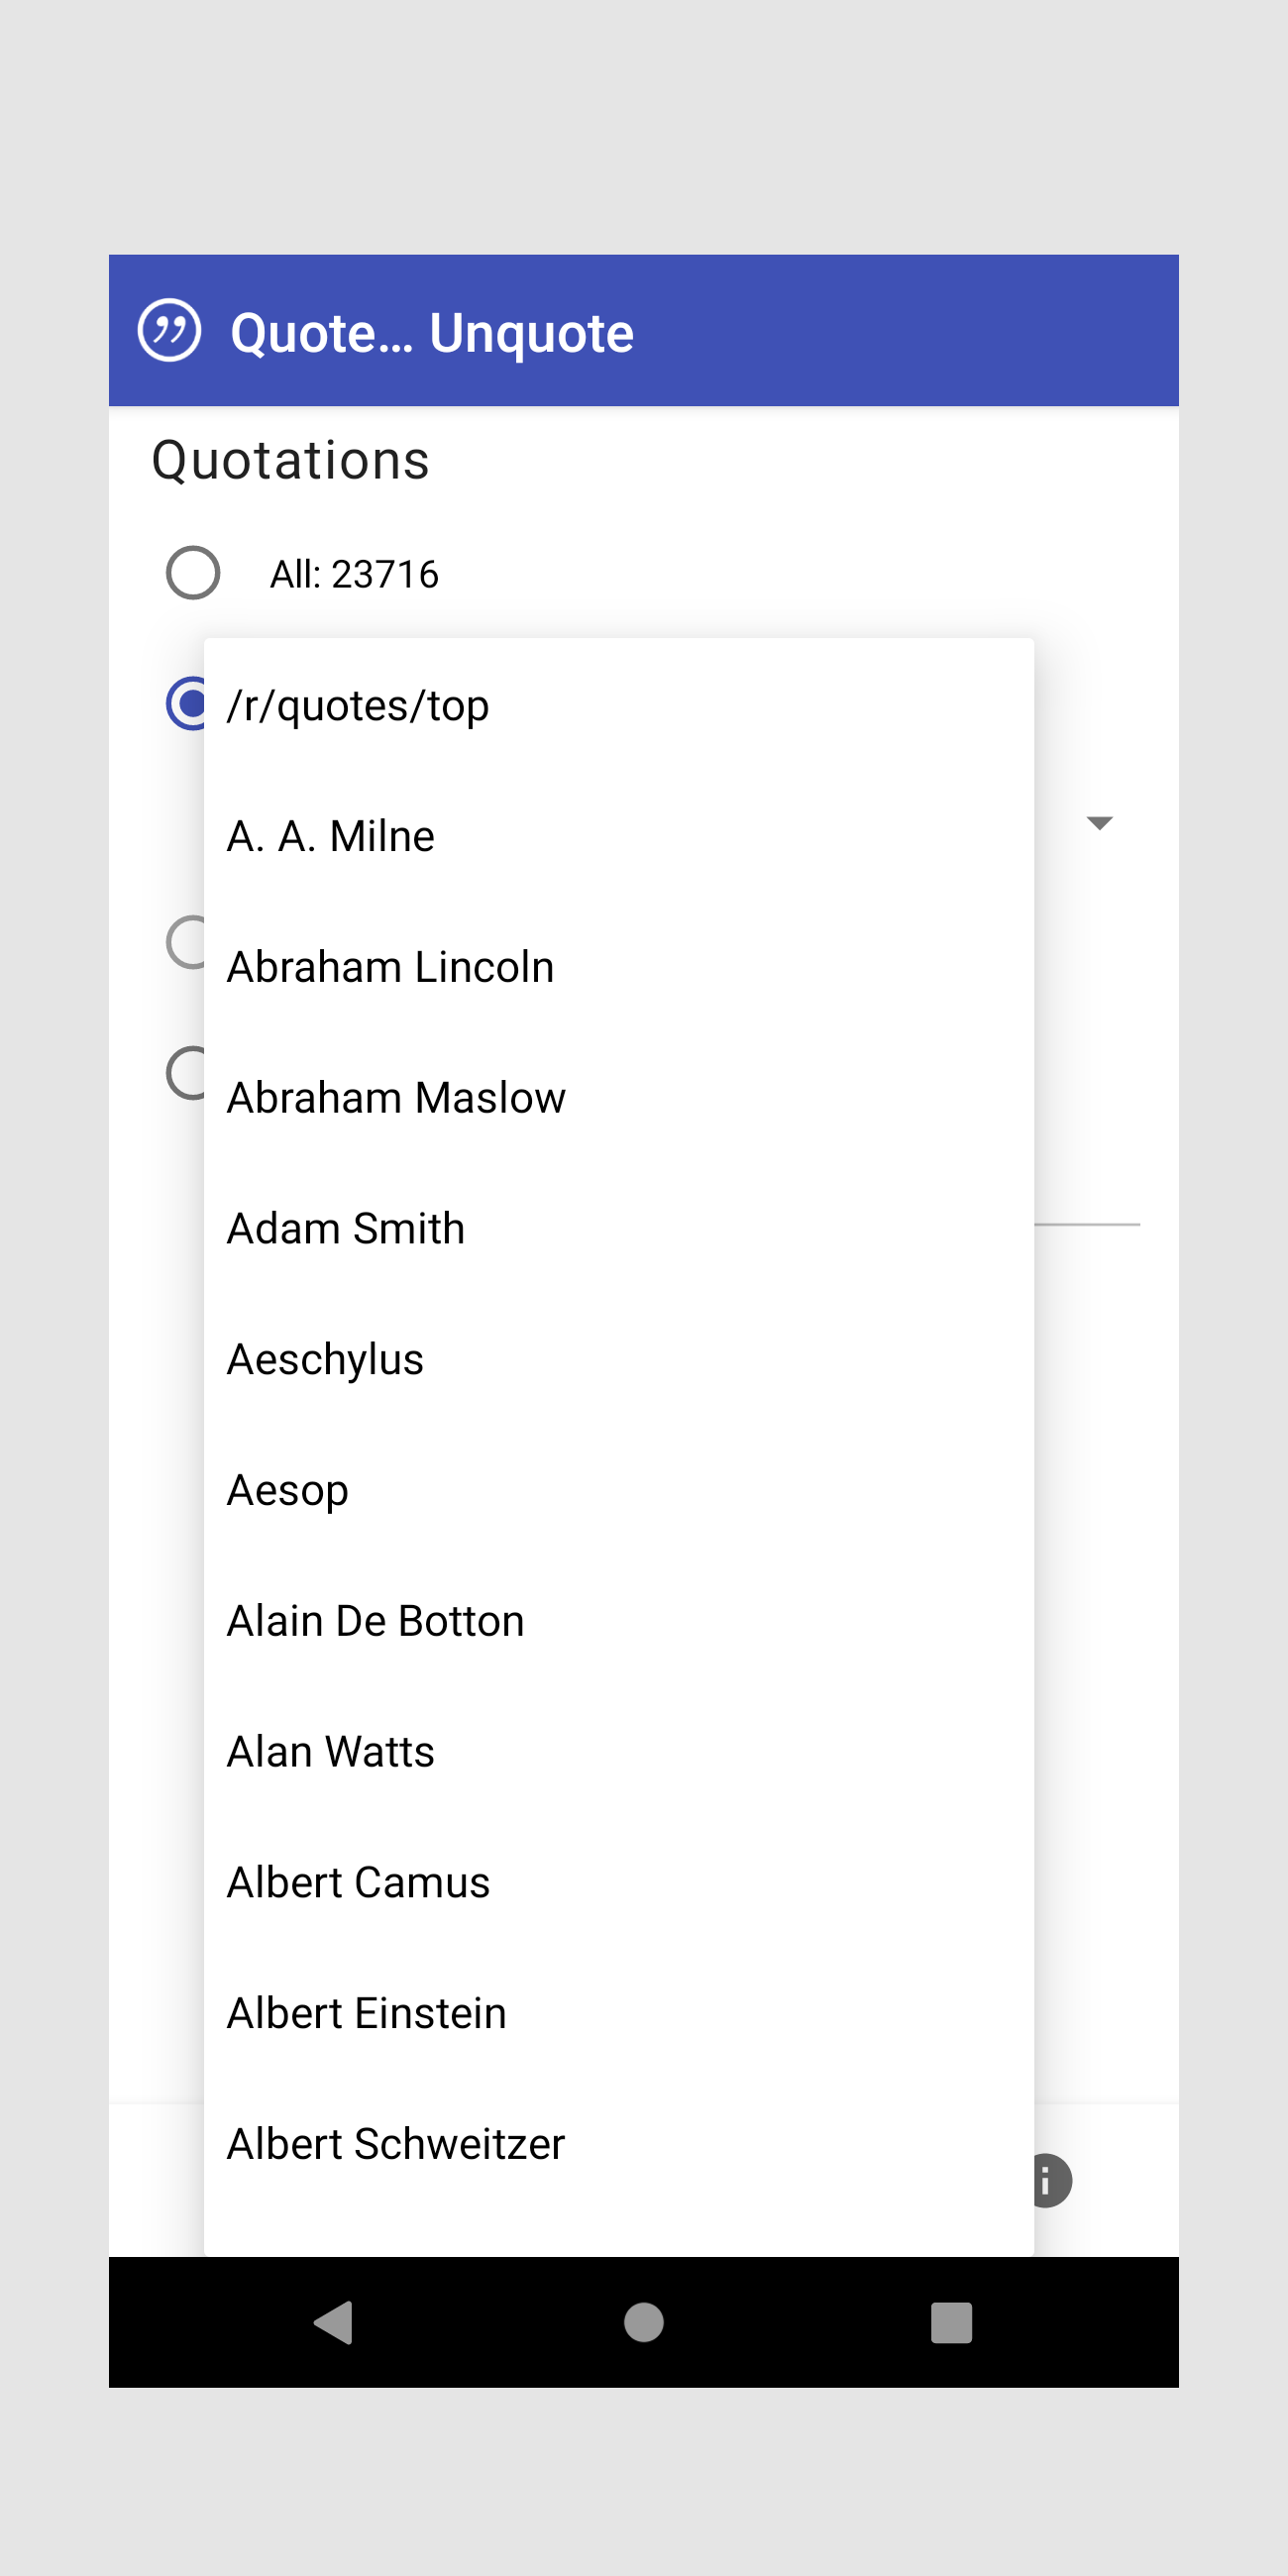 Quote... Unquote
Quotations
All: 23716
/r/quotes/top
A. A. Milne
Abraham Lincoln
Abraham Maslow
Adam Smith
Aeschylus
Aesop
Alain De Botton
Alan Watts
Albert Camus
Albert Einstein
Albert Schweitzer